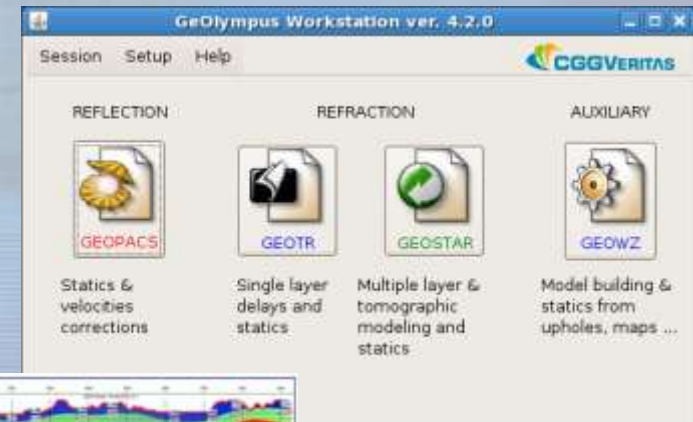 GeOlympus Workstation ver. 4.2.0
Session Setup Help
CGGVERITAS
REFLECTION REFRACTION AUXILIARY
GEOPACS GEOTR GEOSTAR GEOWZ
Statics &
velocities
corrections
Single layer
delays and
statics
Multiple layer &
tomographic
modeling and
statics
Model building &
statics from
upholes, maps ...